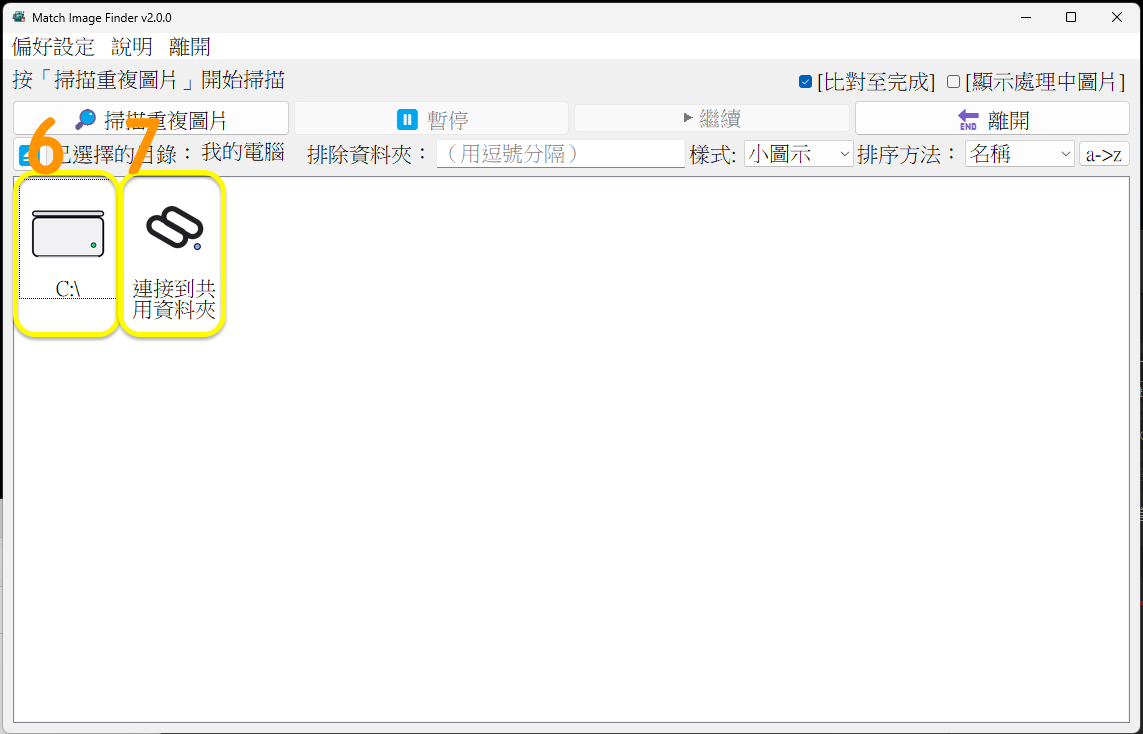 Match Image Finder v2.0.0
偏好設定 說明 離開
按「掃描重複圖片」開始掃描 [比對至完成] [顯示處理中圖片]
掃描重複圖片 暫停 繼續 END 離開
6 7
已選擇的目錄： 我的電腦 排除資料夾： （用逗號分隔） 樣式: 小圖示 排序方法： 名稱 a->z
C:\
連接到共
用資料夾